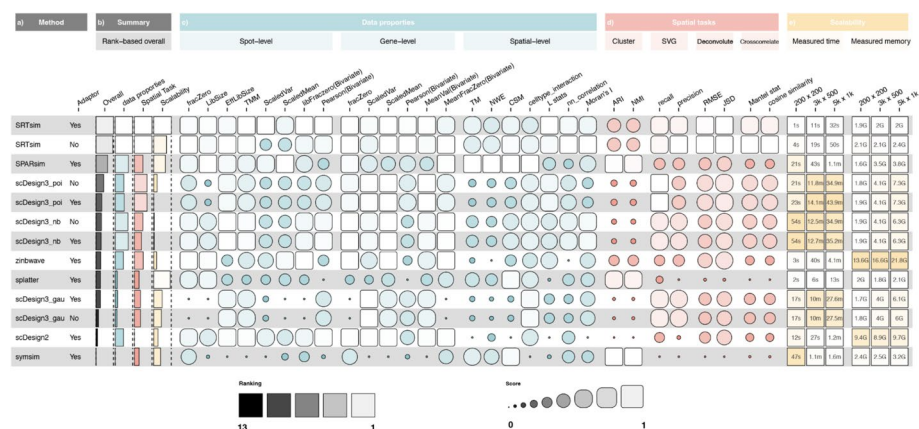 a) Method b) Summary c) Data properties d) Spatial tasks e) Scalability
Rank-based overall Spot-level Gene-level Spatial-level Cluster SVG Deconvolute Crosscorrelate Measured time Measured memory
Adaptor Overall data properties Spatial Task Scalability fracZero LibSize EffLibSize TMM ScaledVar ScaledMean libFraczero(Bivariate) Pearson(Bivariate) fracZero ScaledVar ScaledMean Pearson(Bivariate) MeanVal(Bivariate) MeanFracZero(Bivariate) TM NWE CSM celltype_interaction L stats nn_correlation Moran's I ARI NMI recall precision RMSE JSD Mantel stat cosine similarity 200 x 200 3k x 500 5k x 1k 200 x 200 3k x 500 5k x 1k
SRTsim Yes 1s 11s 32s 1.9G 2G 2G
SRTsim No 4s 19s 50s 2.1G 2.1G 2.4G
SPARsim Yes 21s 43s 1.1m 1.6G 3.5G 3.8G
scDesign3_poi No 21s 11.8m 34.9m 1.8G 4.1G 7.3G
scDesign3_poi Yes 29s 14.1m 43.9m 1.9G 4.1G 7.5G
scDesign3_nb No 54s 12.5m 34.9m 1.9G 4.1G 6.3G
scDesign3_nb Yes 54s 12.7m 35.2m 1.9G 4.1G 6.3G
zinbwave Yes 3s 40s 4.1m 13.6G 16.6G 21.8G
splatter Yes 2s 6s 13s 2G 1.8G 2.1G
scDesign3_gau Yes 17s 10m 27.6m 1.7G 4G 6.1G
scDesign3_gau No 17s 10m 27.5m 1.8G 4G 6G
scDesign2 Yes 12s 27s 1.2m 9.4G 8.9G 9.7G
symsim Yes 47s 1.1m 1.6m 2.4G 2.5G 3.2G
Ranking Score
13 1 0 1